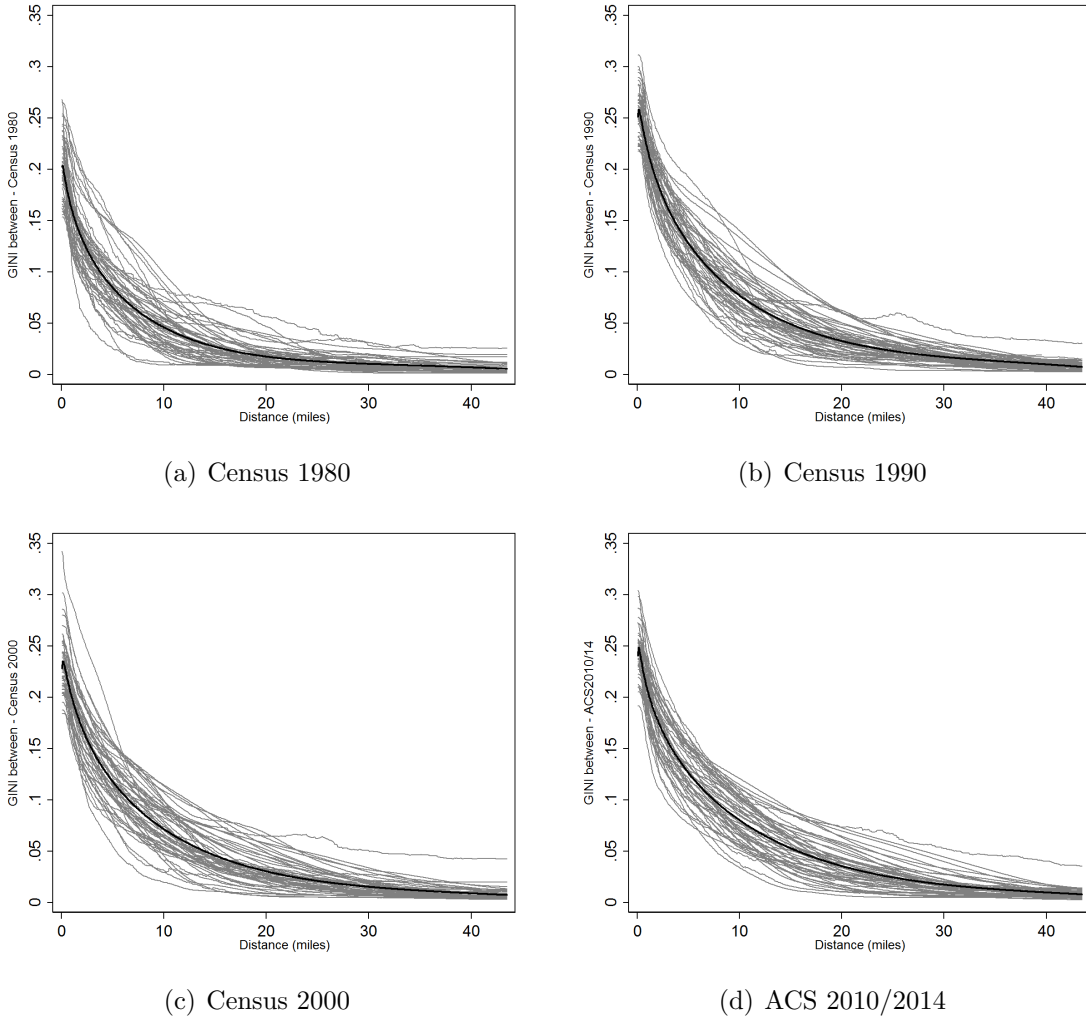 GINI between - Census 1980
.35
.3
.25
.2
.15
.1
.05
0
0 10 20 30 40
Distance (miles)
(a) Census 1980
GINI between - Census 1990
.35
.3
.25
.2
.15
.1
.05
0
0 10 20 30 40
Distance (miles)
(b) Census 1990
GINI between - Census 2000
.35
.3
.25
.2
.15
.1
.05
0
0 10 20 30 40
Distance (miles)
(c) Census 2000
GINI between - ACS2010/14
.35
.3
.25
.2
.15
.1
.05
0
0 10 20 30 40
Distance (miles)
(d) ACS 2010/2014